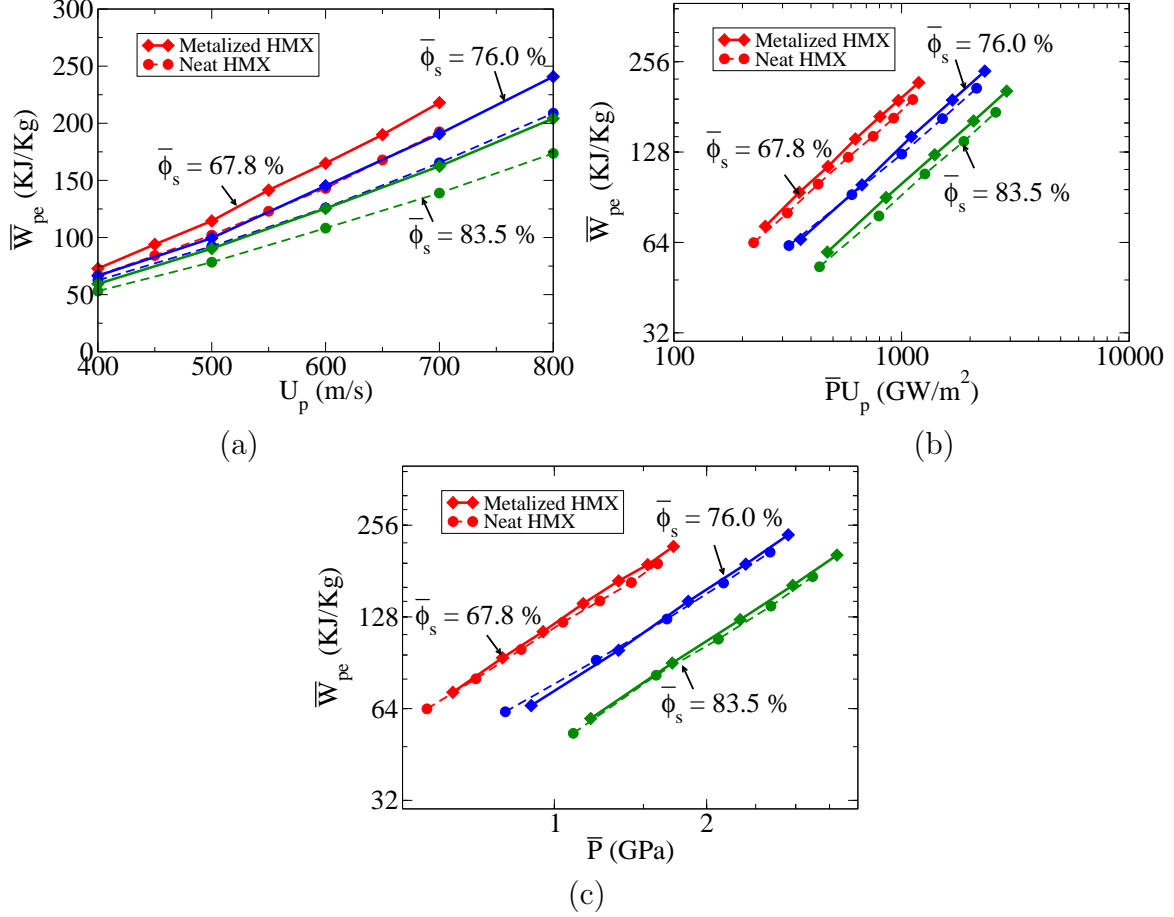 300
250
200
150
100
50
0
W̅pe (KJ/Kg)
Metalized HMX
Neat HMX
ϕ̅s = 76.0 %
ϕ̅s = 67.8 %
ϕ̅s = 83.5 %
400 500 600 700 800
Up (m/s)
(a)
256
128
64
32
W̅pe (KJ/Kg)
Metalized HMX
Neat HMX
ϕ̅s = 76.0 %
ϕ̅s = 67.8 %
ϕ̅s = 83.5 %
100 1000 10000
P̅Up (GW/m²)
(b)
256
128
64
32
W̅pe (KJ/Kg)
Metalized HMX
Neat HMX
ϕ̅s = 76.0 %
ϕ̅s = 67.8 %
ϕ̅s = 83.5 %
1 2
P̅ (GPa)
(c)